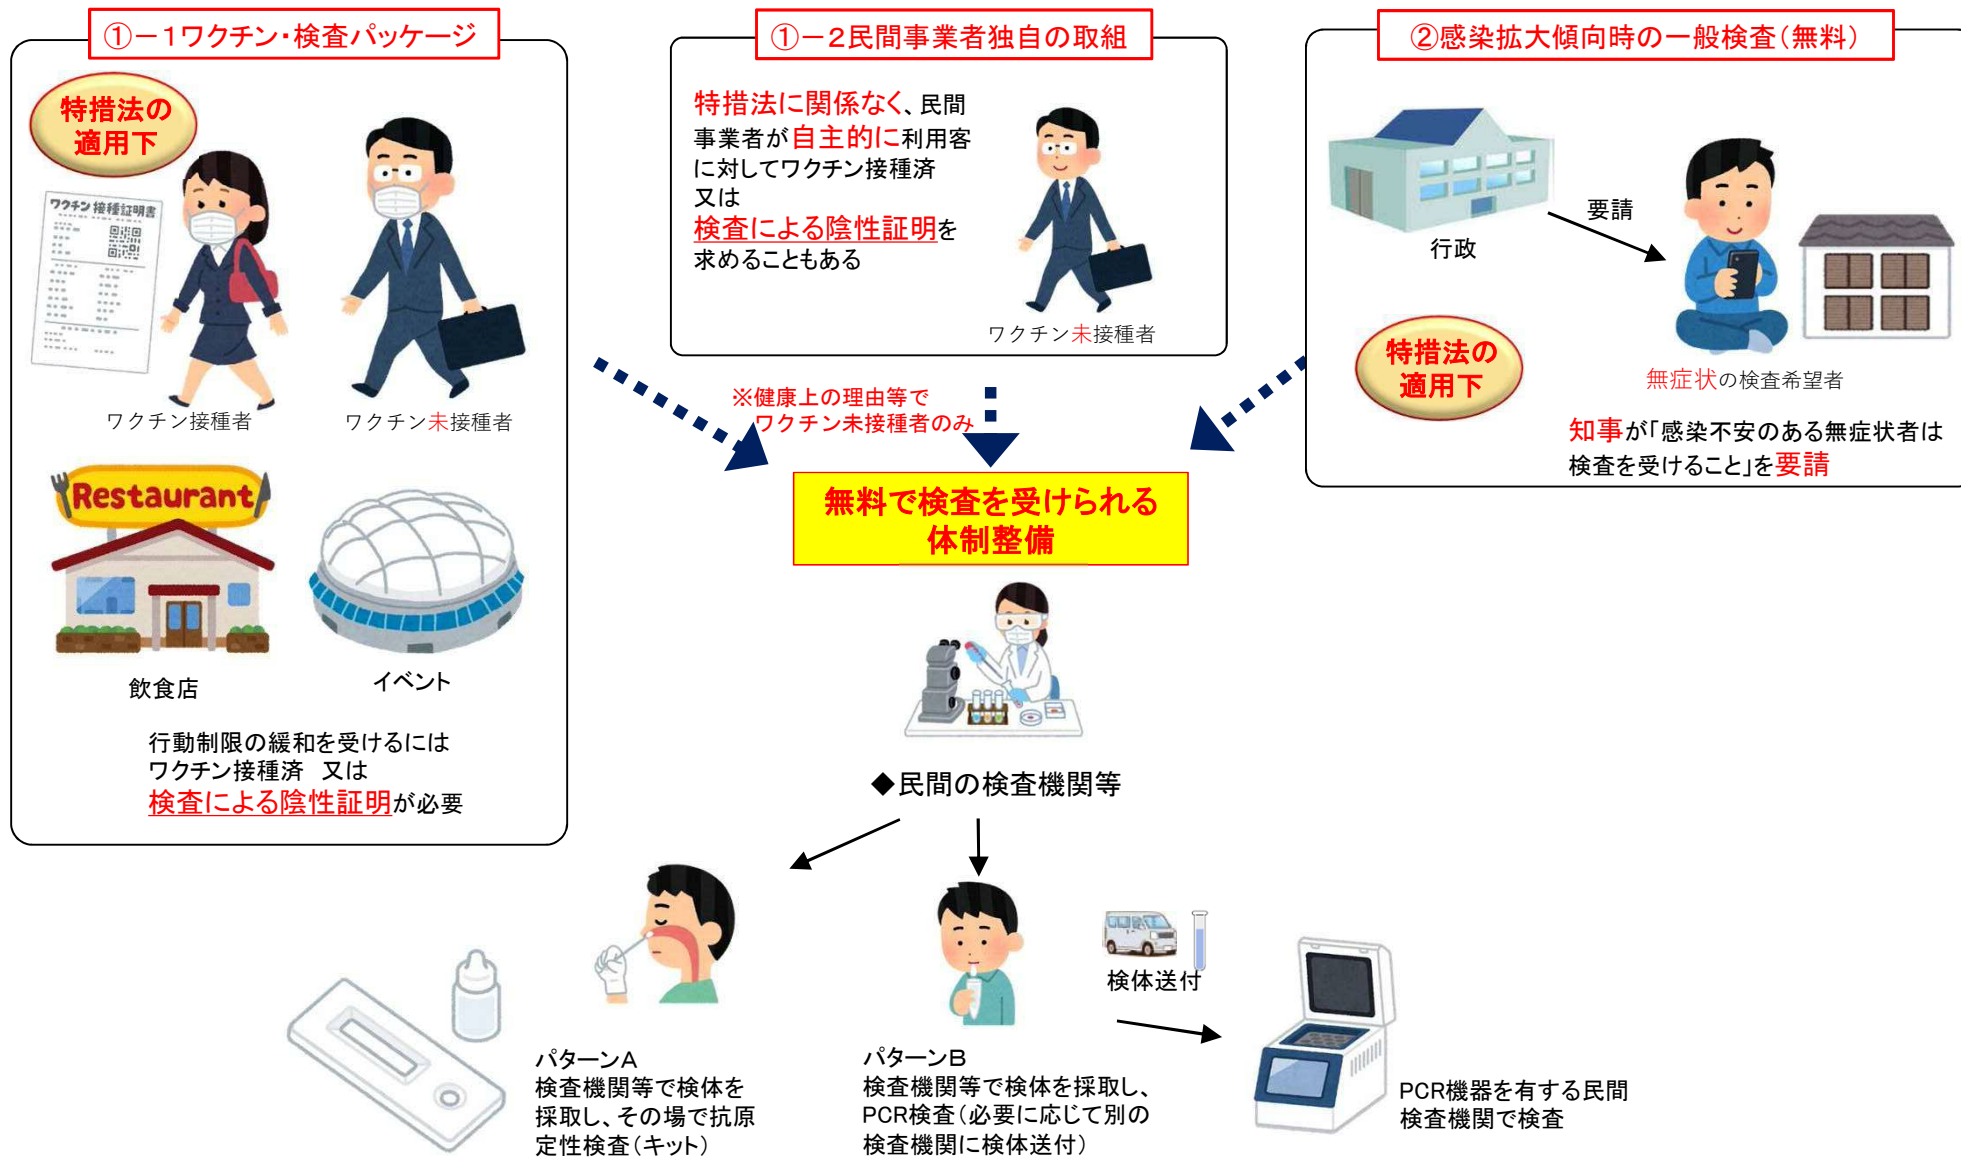 ①－1ワクチン・検査パッケージ
特措法の
適用下
ワクチン接種証明書
ワクチン接種者
ワクチン未接種者
Restaurant
飲食店
イベント
行動制限の緩和を受けるには
ワクチン接種済　又は
検査による陰性証明が必要
①－2民間事業者独自の取組
特措法に関係なく、民間
事業者が自主的に利用客
に対してワクチン接種済
又は
検査による陰性証明を
求めることもある
ワクチン未接種者
②感染拡大傾向時の一般検査（無料）
行政
要請
特措法の
適用下
無症状の検査希望者
知事が「感染不安のある無症状者は
検査を受けること」を要請
※健康上の理由等で
ワクチン未接種者のみ
無料で検査を受けられる
体制整備
◆民間の検査機関等
パターンA
検査機関等で検体を
採取し、その場で抗原
定性検査（キット）
パターンB
検査機関等で検体を採取し、
PCR検査（必要に応じて別の
検査機関に検体送付）
検体送付
PCR機器を有する民間
検査機関で検査